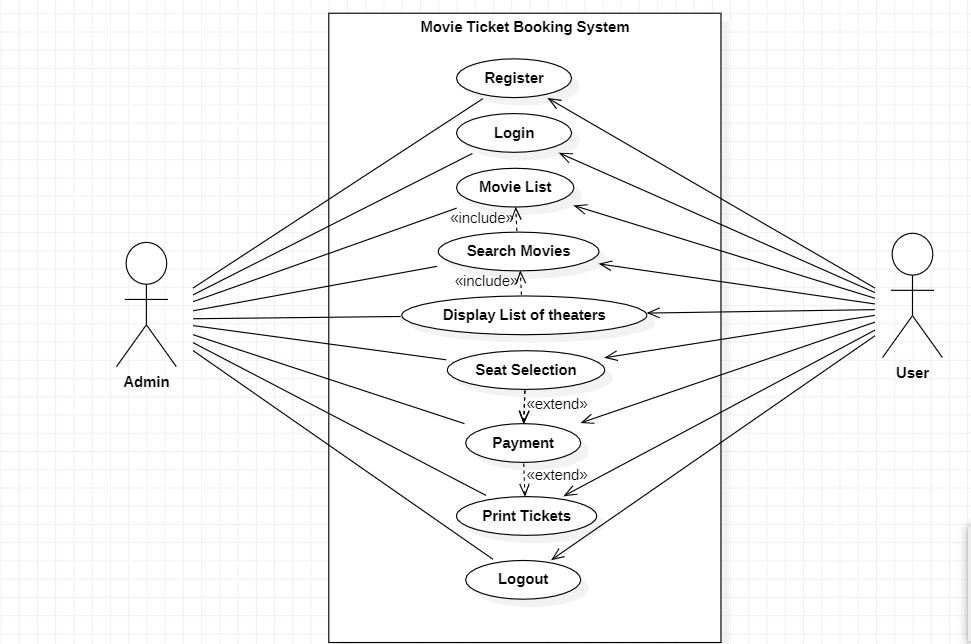 Movie Ticket Booking System
Register
Login
Movie List
«include»
Search Movies
«include»
Display List of theaters
Seat Selection
«extend»
Payment
«extend»
Print Tickets
Logout
Admin
User